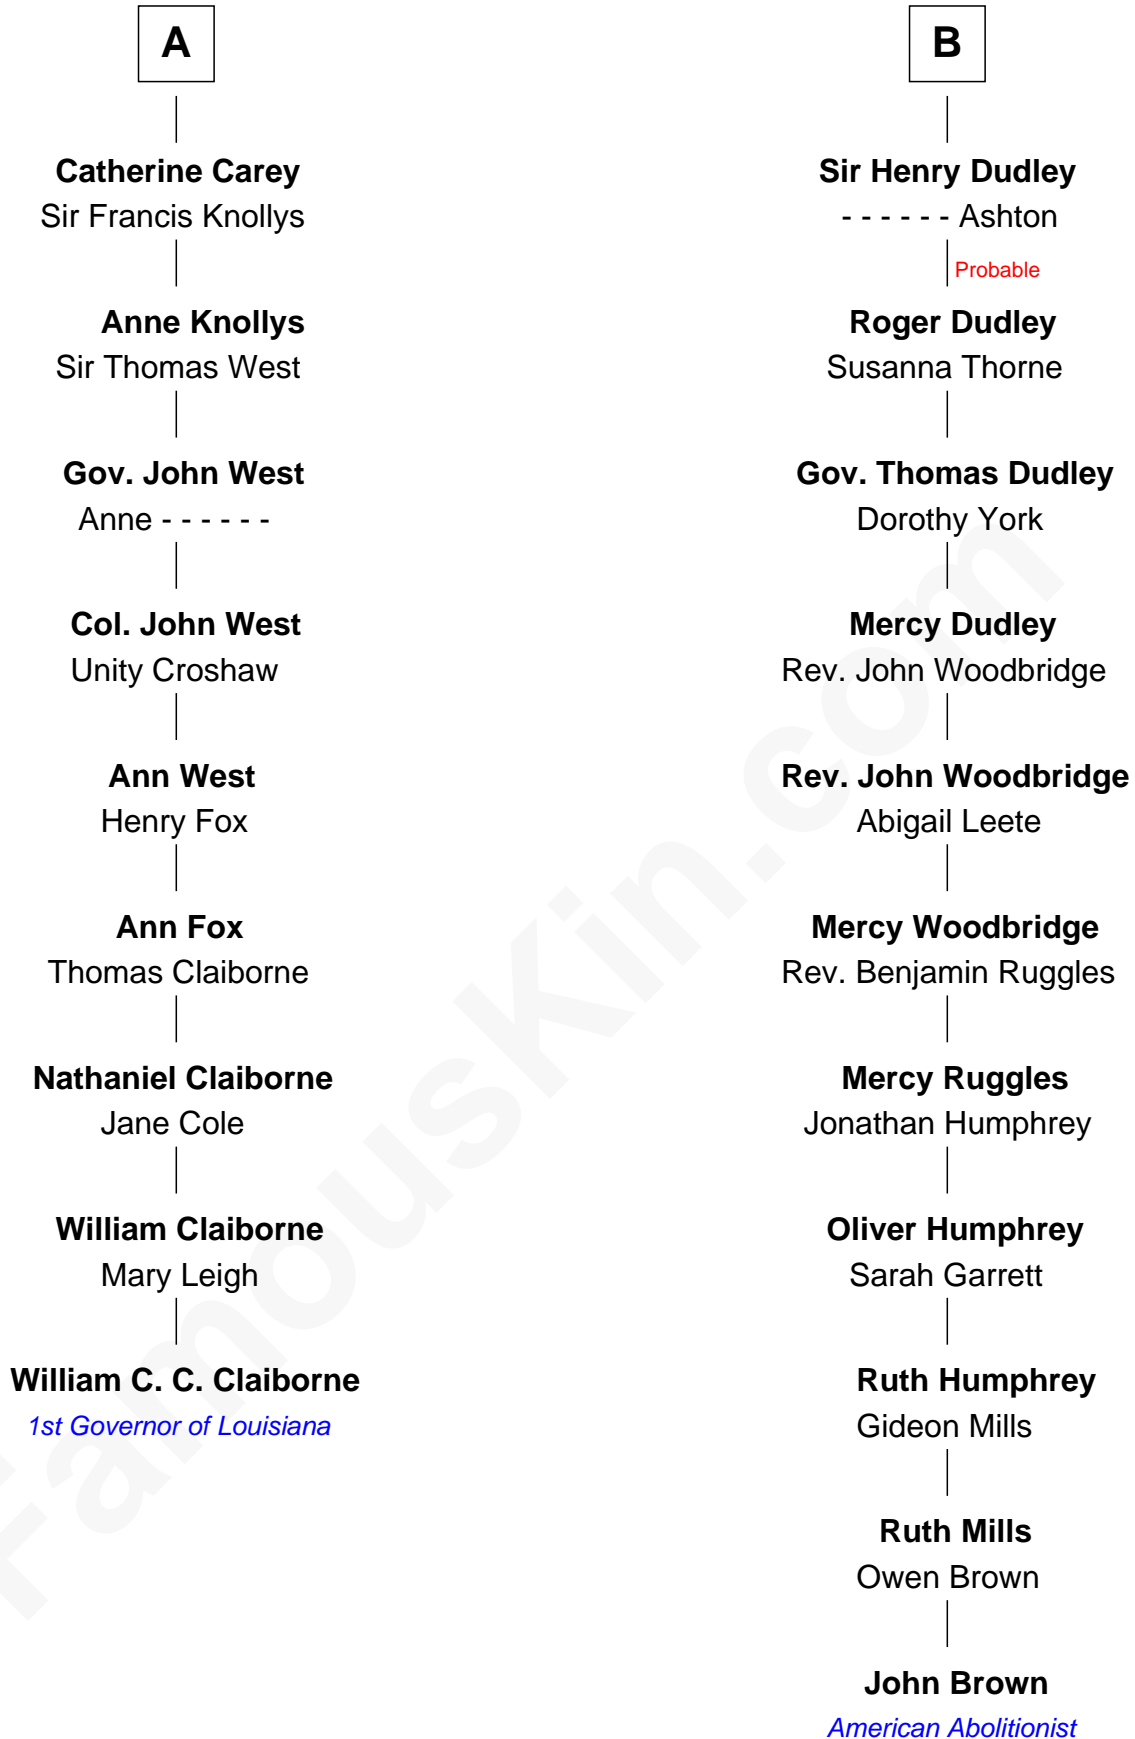 A
Catherine Carey
Sir Francis Knollys
Anne Knollys
Sir Thomas West
Gov. John West
Anne - - - - - -
Col. John West
Unity Croshaw
Ann West
Henry Fox
Ann Fox
Thomas Claiborne
Nathaniel Claiborne
Jane Cole
William Claiborne
Mary Leigh
William C. C. Claiborne
1st Governor of Louisiana
B
Sir Henry Dudley
- - - - - - Ashton
Probable
Roger Dudley
Susanna Thorne
Gov. Thomas Dudley
Dorothy York
Mercy Dudley
Rev. John Woodbridge
Rev. John Woodbridge
Abigail Leete
Mercy Woodbridge
Rev. Benjamin Ruggles
Mercy Ruggles
Jonathan Humphrey
Oliver Humphrey
Sarah Garrett
Ruth Humphrey
Gideon Mills
Ruth Mills
Owen Brown
John Brown
American Abolitionist
FamousKin.com